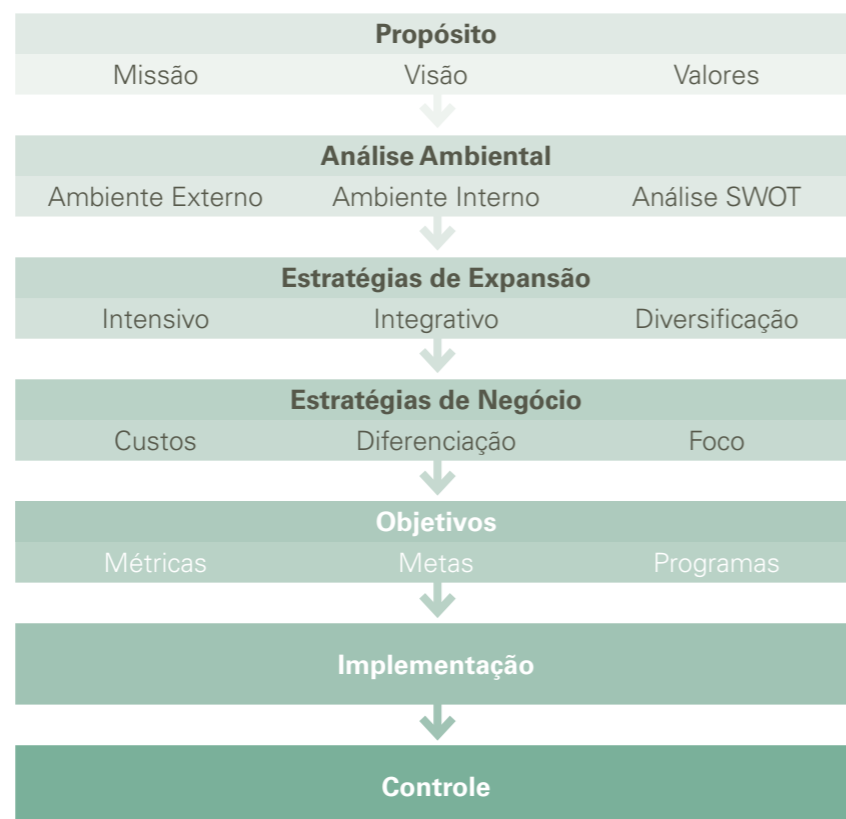 Propósito
Missão Visão Valores
Análise Ambiental
Ambiente Externo Ambiente Interno Análise SWOT
Estratégias de Expansão
Intensivo Integrativo Diversificação
Estratégias de Negócio
Custos Diferenciação Foco
Objetivos
Métricas Metas Programas
Implementação
Controle